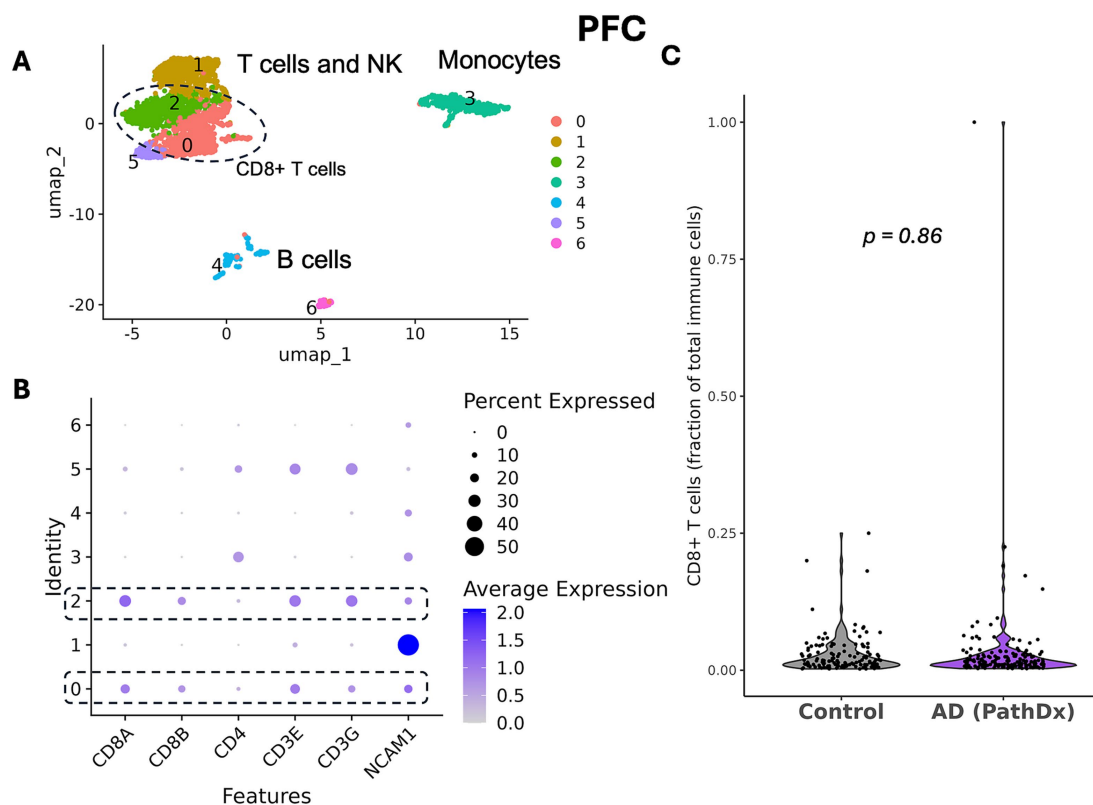 PFC
A
T cells and NK
Monocytes
1
2
3
0
5
CD8+ T cells
4
B cells
6
0
-10
-20
umap_2
-5
0
5
10
15
umap_1
0
1
2
3
4
5
6
B
6
5
4
3
2
1
0
Identity
CD8A
CD8B
CD4
CD3E
CD3G
NCAM1
Features
Percent Expressed
0
10
20
30
40
50
Average Expression
2.0
1.5
1.0
0.5
0.0
C
CD8+ T cells (fraction of total immune cells)
1.00
0.75
0.50
0.25
0.00
p = 0.86
Control
AD (PathDx)